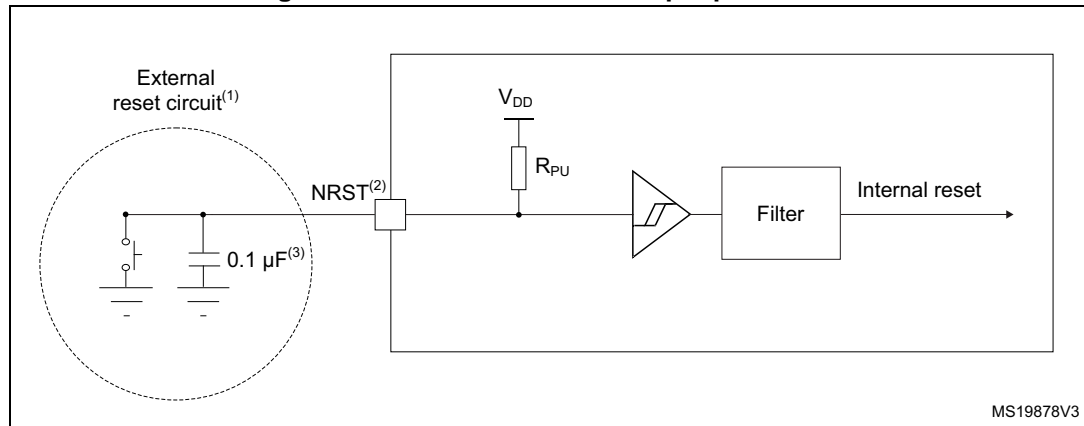 External
reset circuit(1)
VDD
RPU
NRST(2)
Filter
Internal reset
0.1 µF(3)
MS19878V3